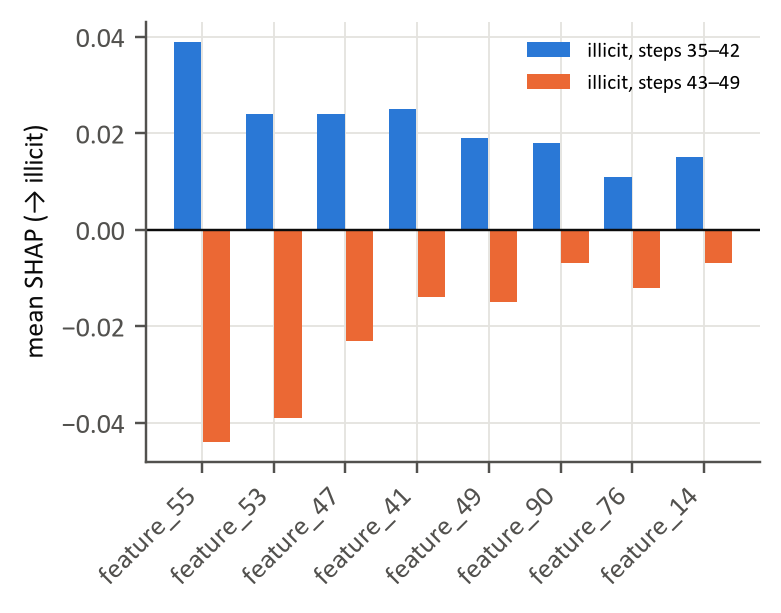 0.04
0.02
0.00
−0.02
−0.04
mean SHAP (→ illicit)
illicit, steps 35–42
illicit, steps 43–49
feature_55
feature_53
feature_47
feature_41
feature_49
feature_90
feature_76
feature_14